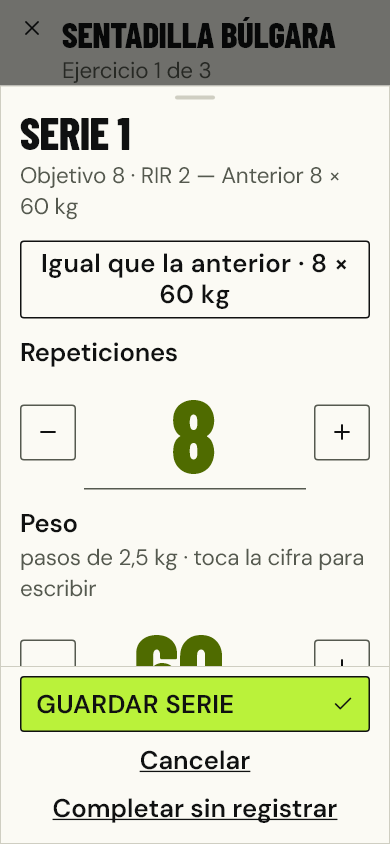 SENTADILLA BÚLGARA
Ejercicio 1 de 3
SERIE 1
Objetivo 8 · RIR 2 — Anterior 8 ×
60 kg
Igual que la anterior · 8 ×
60 kg
Repeticiones
8
Peso
pasos de 2,5 kg · toca la cifra para
escribir
60
GUARDAR SERIE
Cancelar
Completar sin registrar